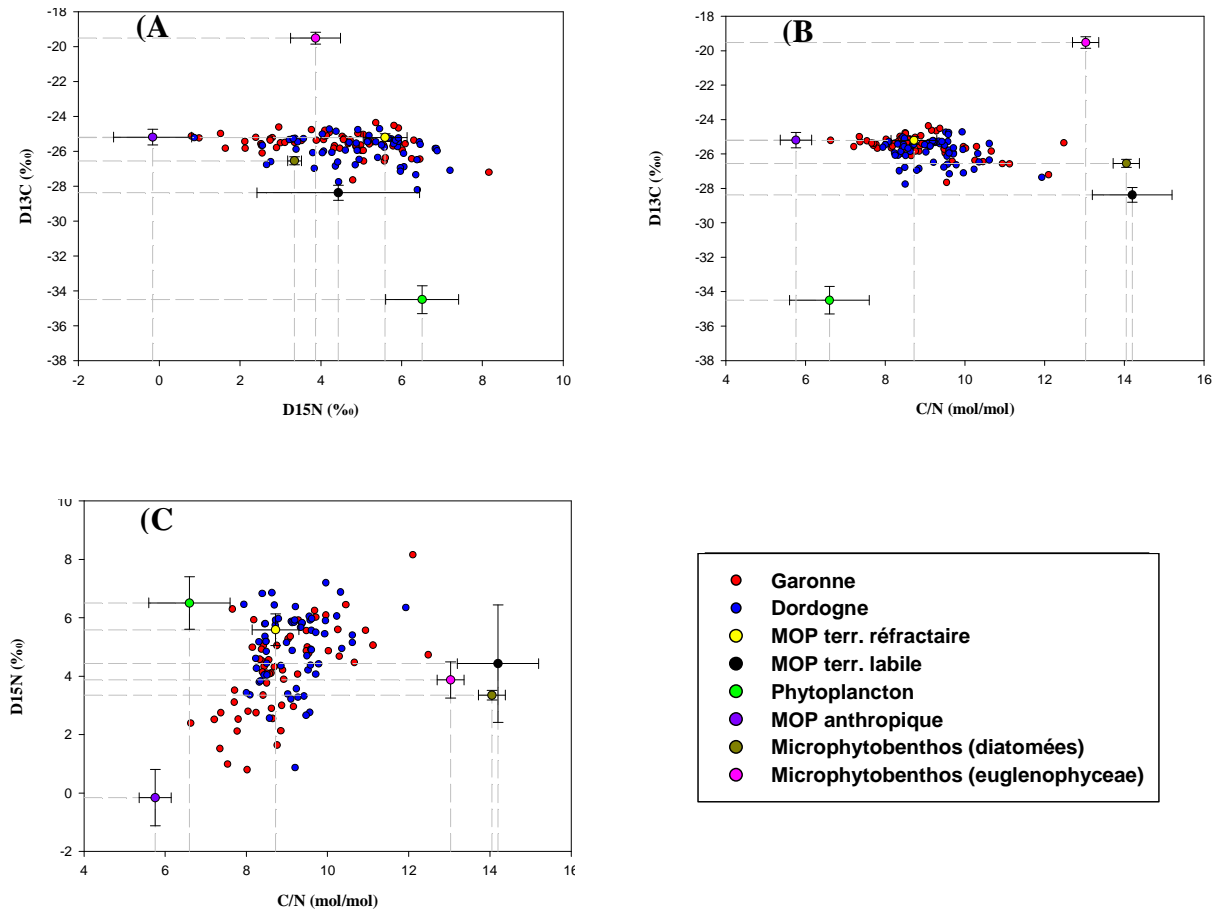 (A
-18
-20
-22
-24
-26
-28
-30
-32
-34
-36
-38
D13C (‰)
-2 0 2 4 6 8 10
D15N (‰)
(B
-18
-20
-22
-24
-26
-28
-30
-32
-34
-36
-38
D13C (‰)
4 6 8 10 12 14 16
C/N (mol/mol)
(C
10
8
6
4
2
0
-2
D15N (‰)
4 6 8 10 12 14 16
C/N (mol/mol)
Garonne
Dordogne
MOP terr. réfractaire
MOP terr. labile
Phytoplancton
MOP anthropique
Microphytobenthos (diatomées)
Microphytobenthos (euglenophyceae)